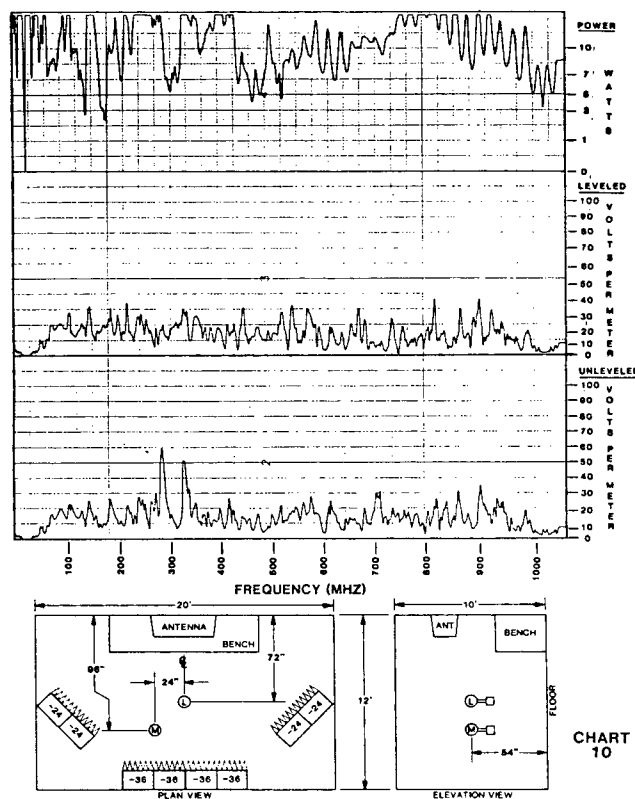 POWER
10
7
5
3
1
0
WATTS
LEVELED
100
90
80
70
60
50
40
30
20
10
0
VOLTS PER METER
3
UNLEVELED
100
90
80
70
60
50
40
30
20
10
0
VOLTS PER METER
2
100 200 300 400 500 600 700 800 900 1000
FREQUENCY (MHZ)
20'
10'
ANTENNA
BENCH
96"
24"
72"
12'
L
M
-24 -24
-24 -24
-36 -36 -36 -36
PLAN VIEW
ANT
BENCH
FLOOR
L
M
54"
ELEVATION VIEW
CHART
10